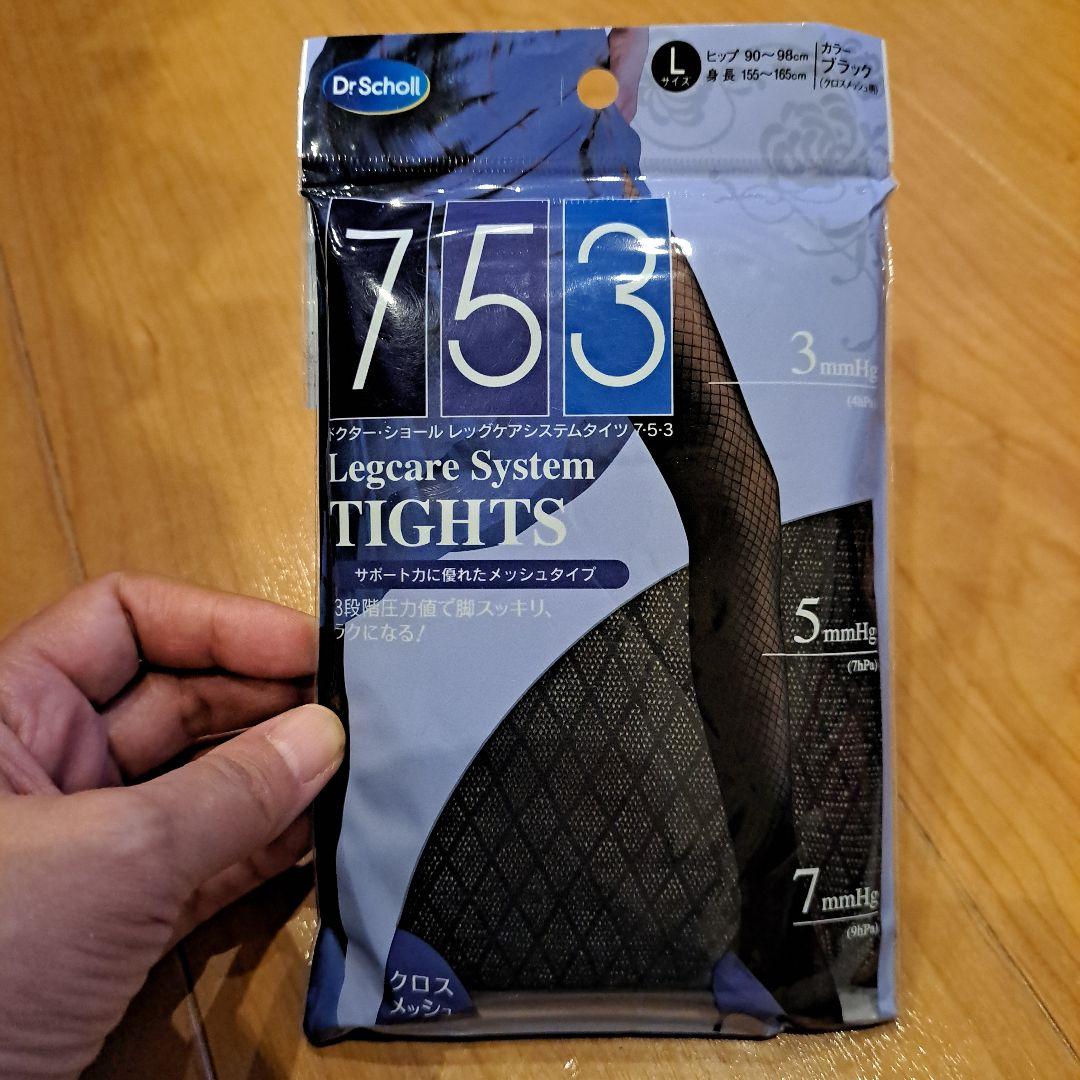 Dr.Scholl
L
サイズ
ヒップ 90～98cm
身長 155～165cm
カラー
ブラック
(クロスメッシュ柄)
7 5 3
ドクター・ショール レッグケアシステムタイツ 7・5・3
Legcare System
TIGHTS
サポート力に優れたメッシュタイプ
3段階圧力値で脚スッキリ、
ラクになる!
3mmHg
(4hPa)
5mmHg
(7hPa)
7mmHg
(9hPa)
クロス
メッシュ